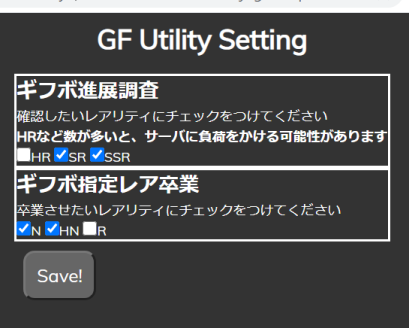 GF Utility Setting
ギフボ進展調査
確認したいレアリティにチェックをつけてください
HRなど数が多いと、サーバに負荷をかける可能性があります
HR SR SSR
ギフボ指定レア卒業
卒業させたいレアリティにチェックをつけてください
N HN R
Save!